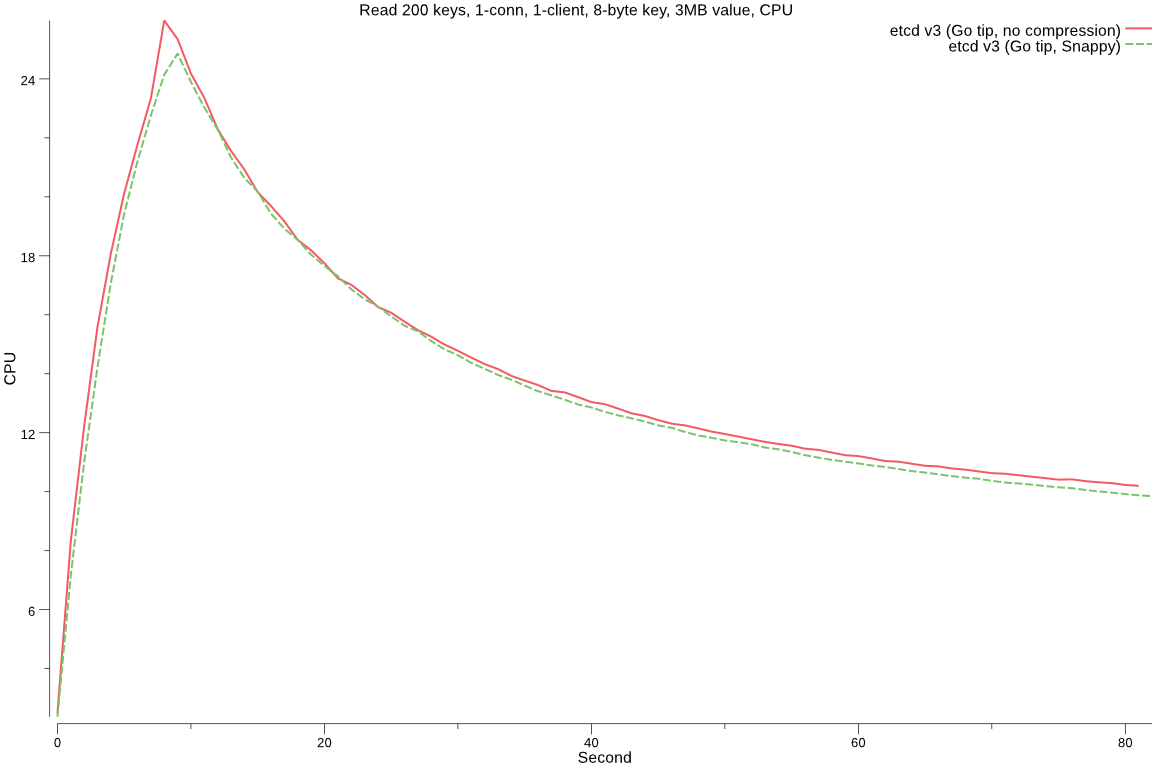 Read 200 keys, 1-conn, 1-client, 8-byte key, 3MB value, CPU
etcd v3 (Go tip, no compression)
etcd v3 (Go tip, Snappy)
24
18
12
6
CPU
0 20 40 60 80
Second